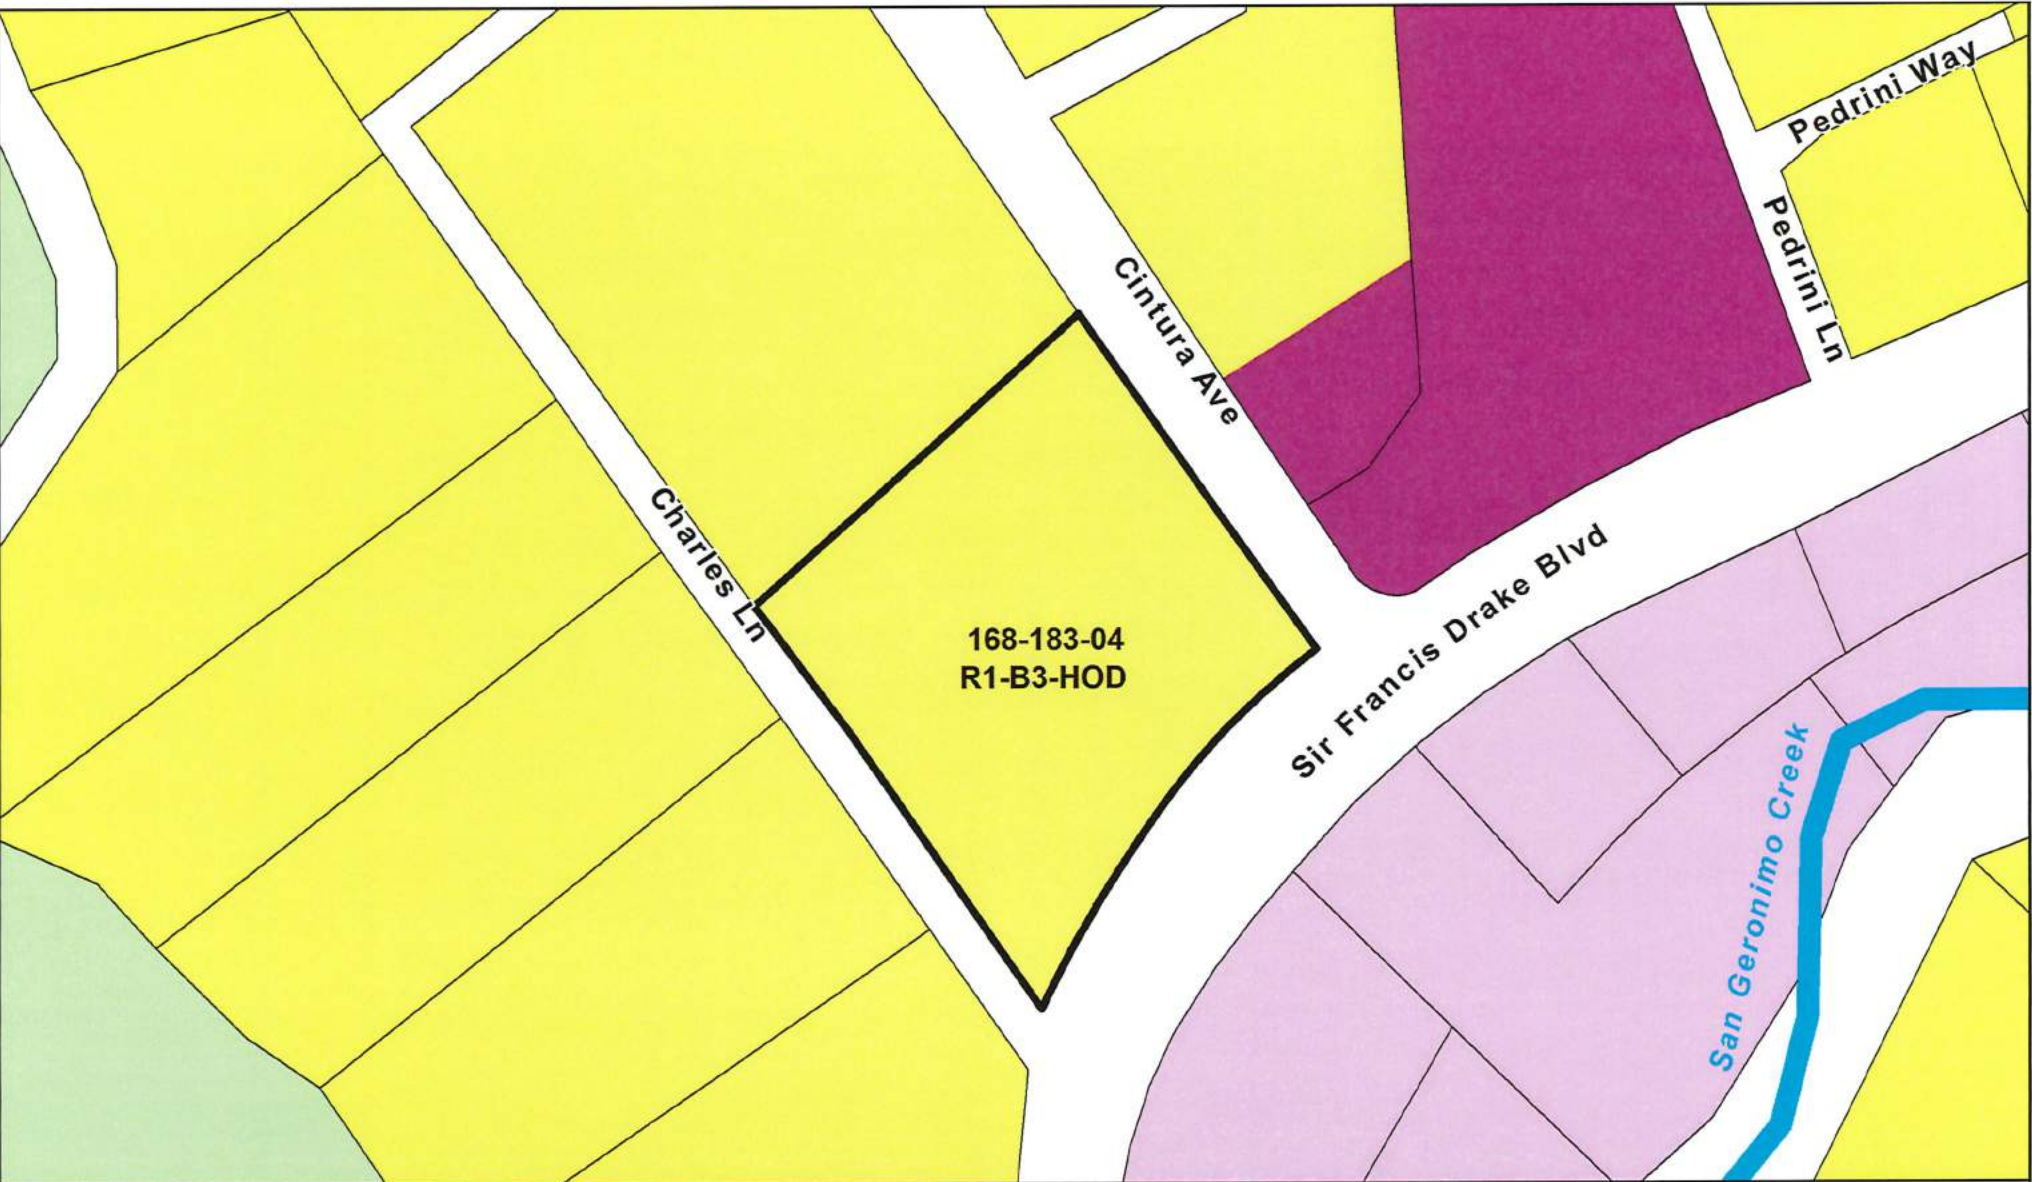 Pedrini Way
Pedrini Ln
Cintura Ave
Charles Ln
168-183-04
R1-B3-HOD
Sir Francis Drake Blvd
San Geronimo Creek